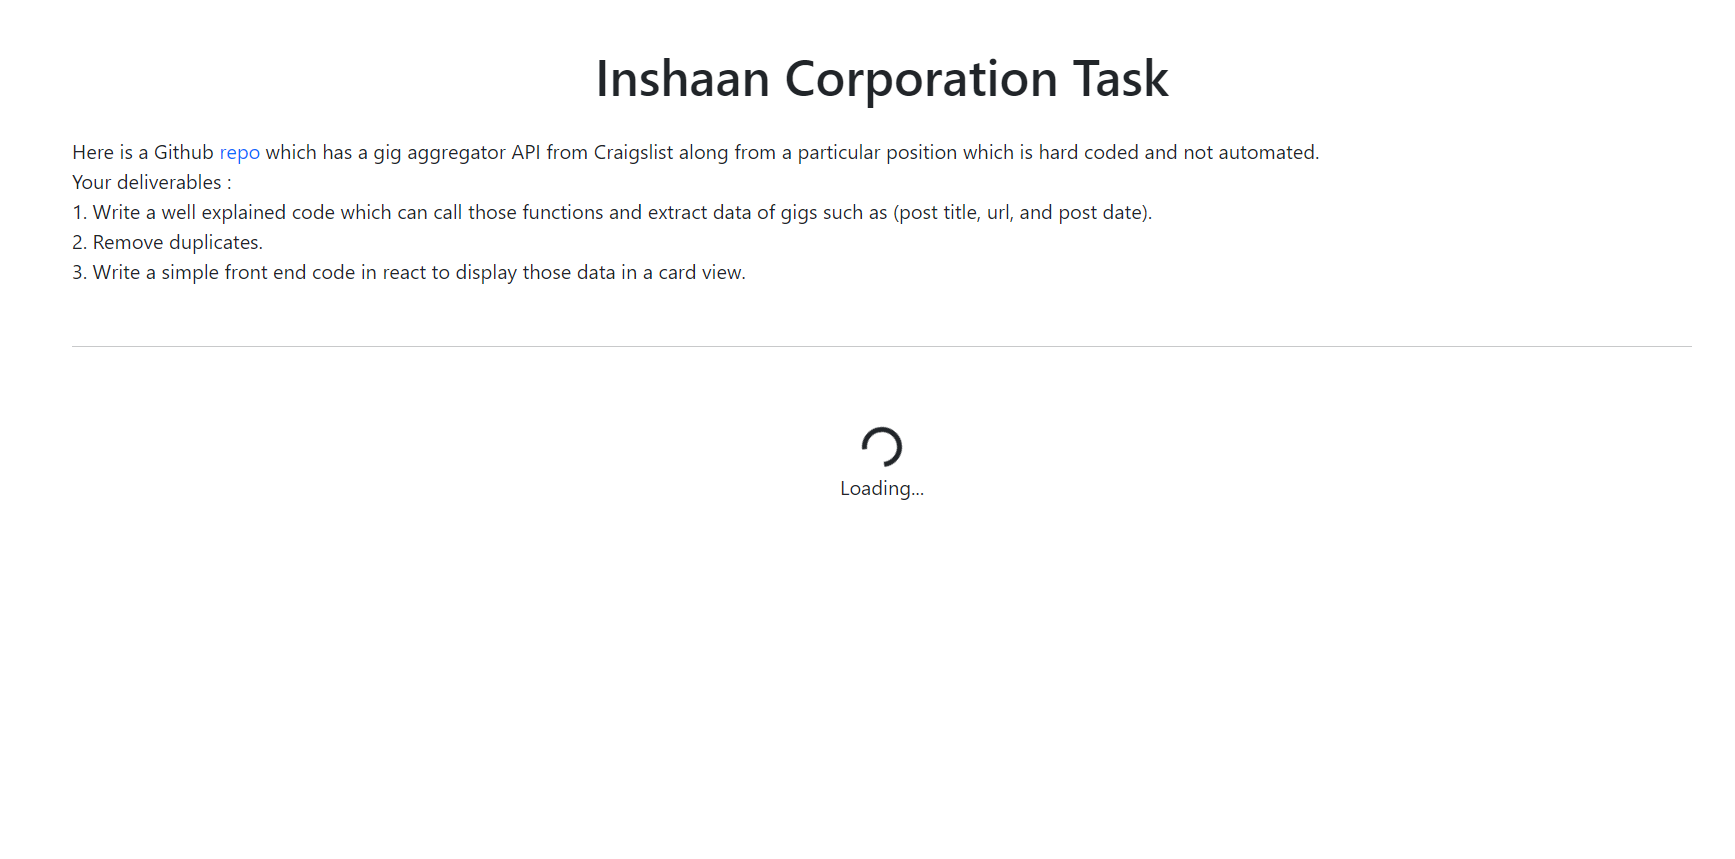 Inshaan Corporation Task
Here is a Github repo which has a gig aggregator API from Craigslist along from a particular position which is hard coded and not automated.
Your deliverables :
1. Write a well explained code which can call those functions and extract data of gigs such as (post title, url, and post date).
2. Remove duplicates.
3. Write a simple front end code in react to display those data in a card view.
Loading...